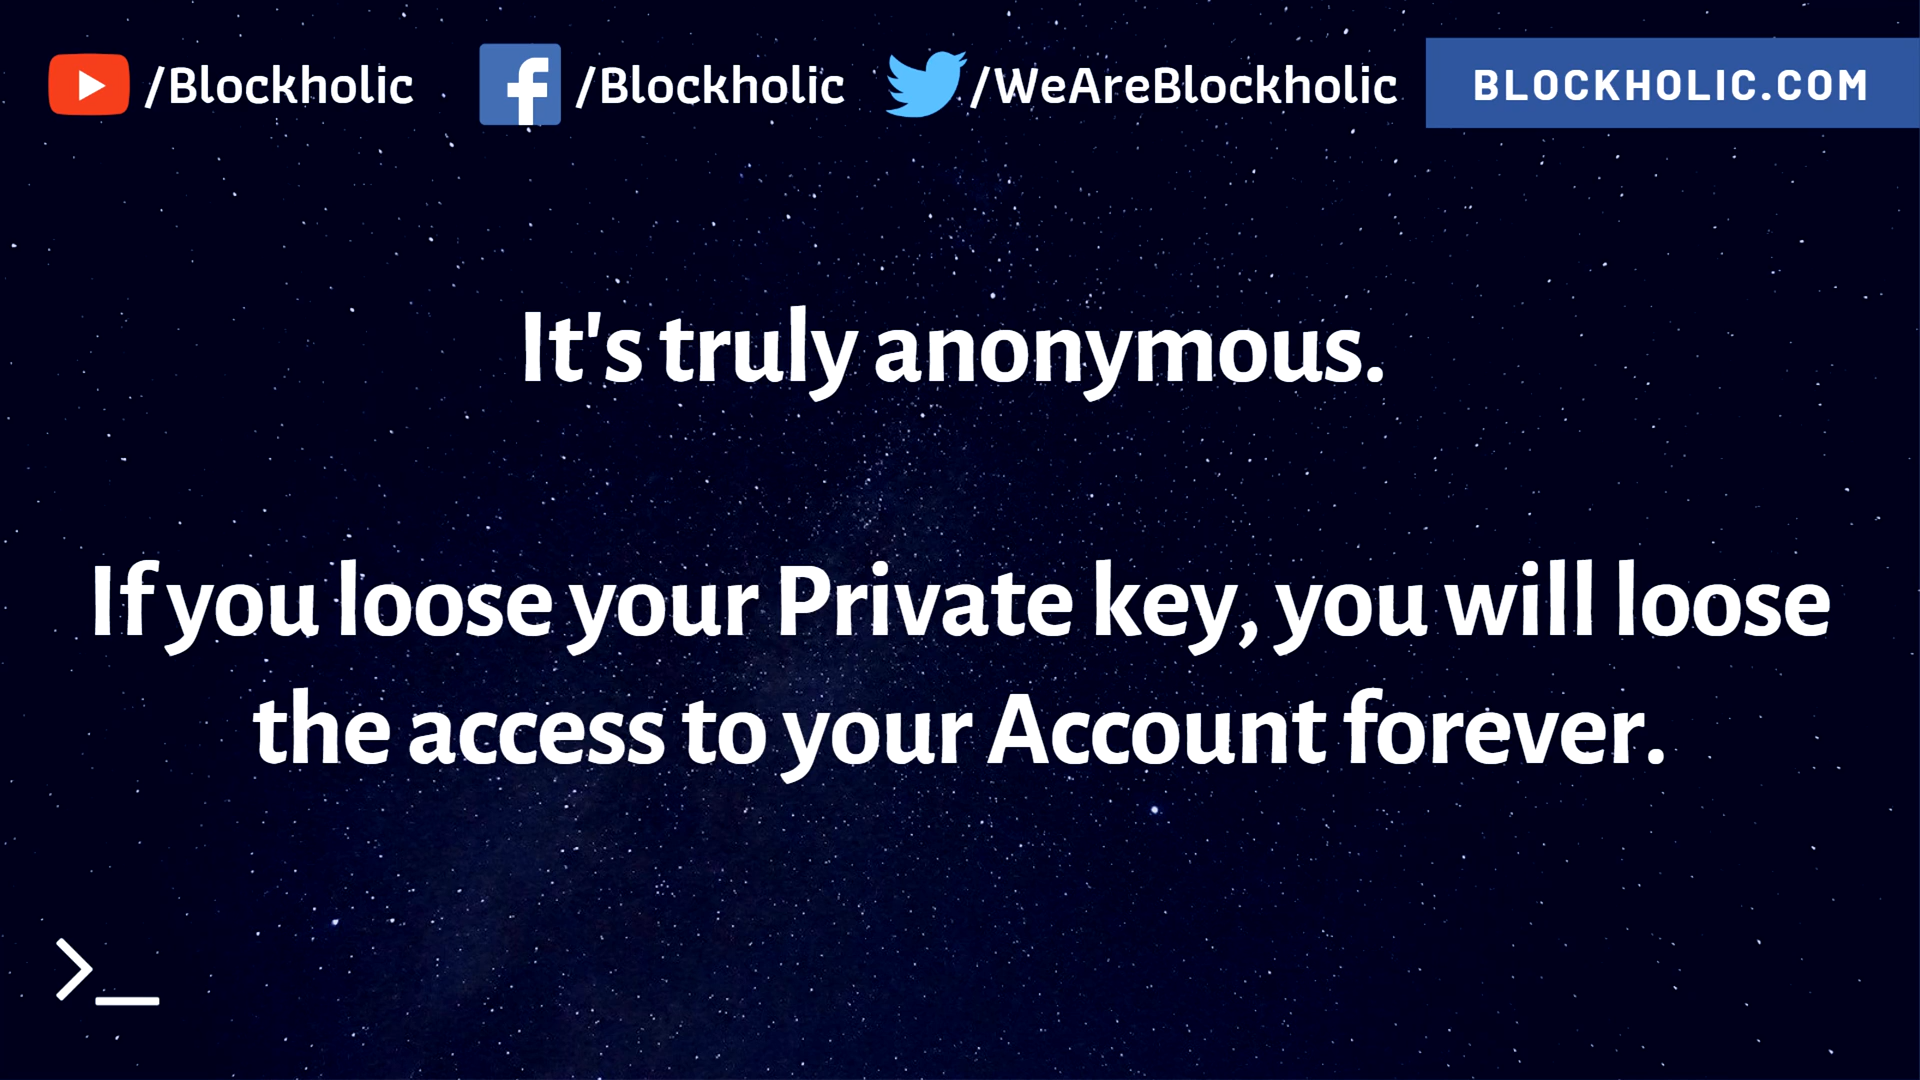 /Blockholic /Blockholic /WeAreBlockholic BLOCKHOLIC.COM
It's truly anonymous.
If you loose your Private key, you will loose
the access to your Account forever.
>_